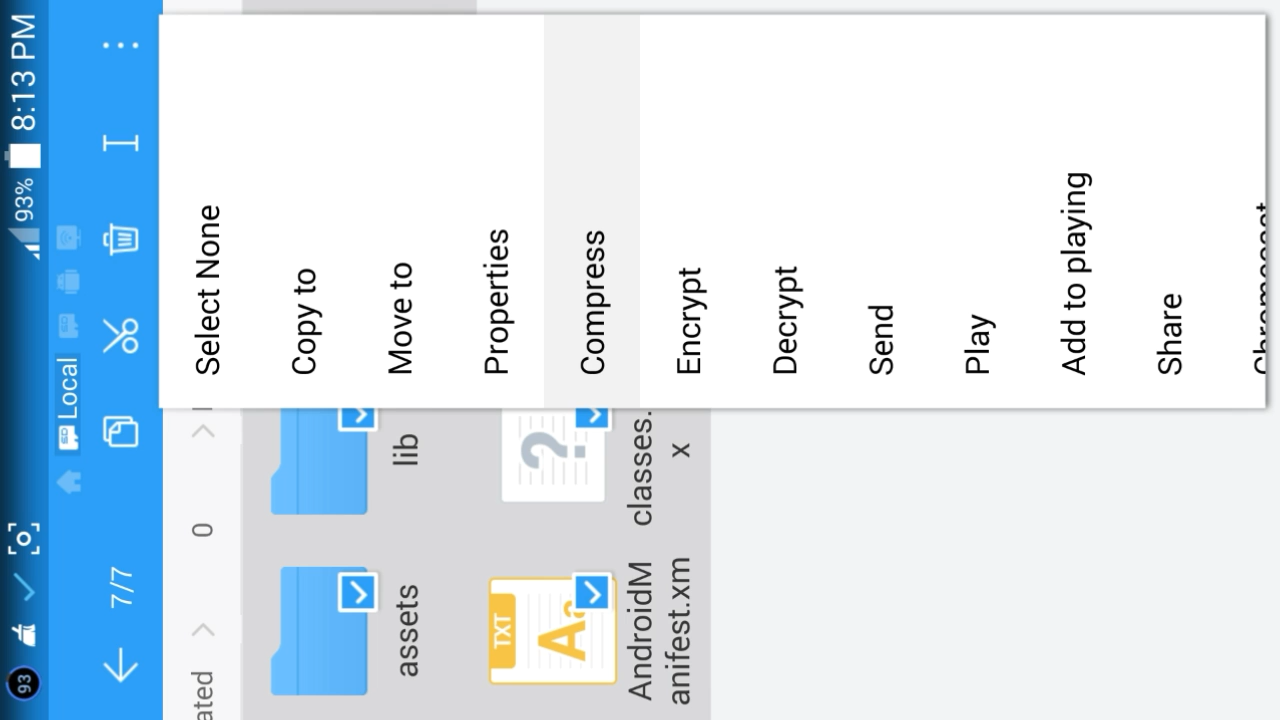 93
93%
8:13 PM
Local
7/7
ated
0
Select None
Copy to
Move to
Properties
Compress
Encrypt
Decrypt
Send
Play
Add to playing
Share
assets
lib
TXT
Aa
AndroidM
anifest.xm
?
classes.
x